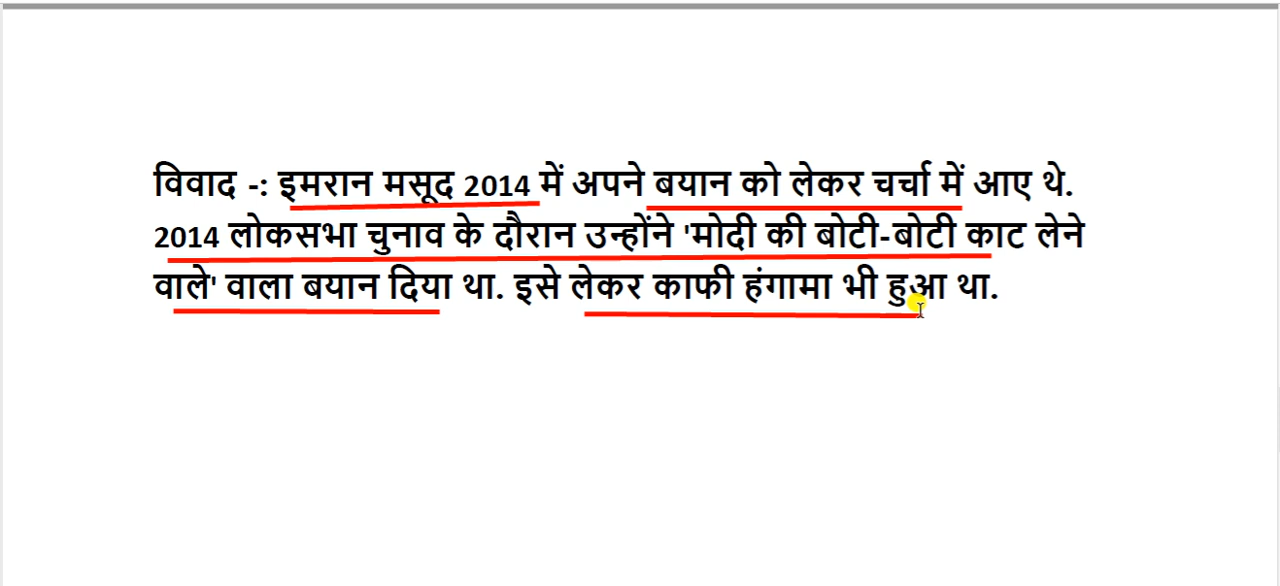 विवाद -: इमरान मसूद 2014 में अपने बयान को लेकर चर्चा में आए थे.
2014 लोकसभा चुनाव के दौरान उन्होंने 'मोदी की बोटी-बोटी काट लेने
वाले' वाला बयान दिया था. इसे लेकर काफी हंगामा भी हुआ था.